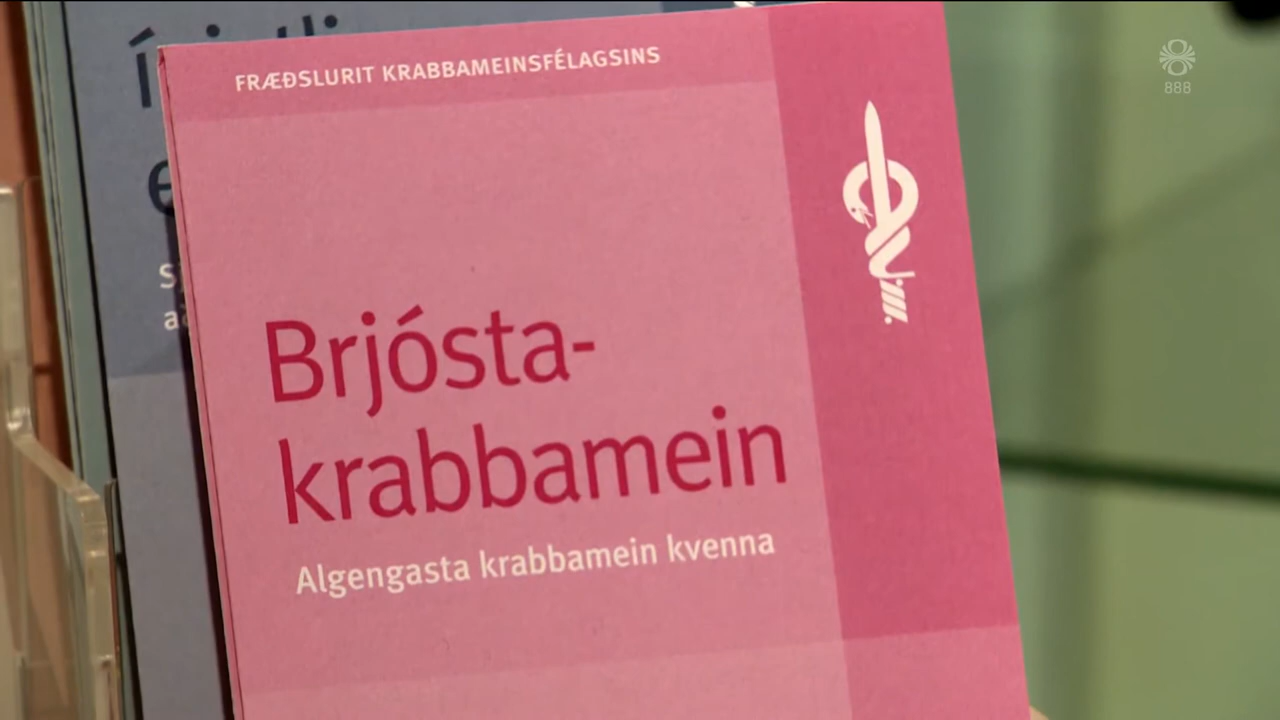 FRÆÐSLURIT KRABBAMEINSFÉLAGSINS
888
Brjósta-
krabbamein
Algengasta krabbamein kvenna